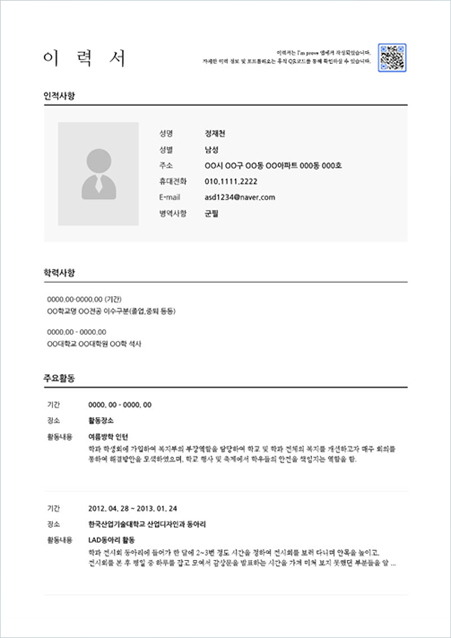 이 력 서
이력서는 I'm prove 앱에서 작성되었습니다.
자세한 이력 정보 및 포트폴리오는 좌측 QR코드를 통해 확인하실 수 있습니다.
인적사항
성명 정재천
성별 남성
주소 OO시 OO구 OO동 OO아파트 000동 000호
휴대전화 010.1111.2222
E-mail asd1234@naver.com
병역사항 군필
학력사항
0000.00-0000.00 (기간)
OO학교명 OO전공 이수구분(졸업,중퇴 등등)
0000.00 - 0000.00
OO대학교 OO대학원 OO학 석사
주요활동
기간 0000. 00 - 0000. 00
장소 활동장소
활동내용 여름방학 인턴
학과 학생회에 가입하여 복지부의 부장역할을 담당하여 학교 및 학과 전체의 복지를 개선하고자 매주 회의를
통하여 해결방안을 모색하였으며, 학교 행사 및 축제에서 학우들의 안전을 책임지는 역할을 함.
기간 2012. 04. 28 ~ 2013. 01. 24
장소 한국산업기술대학교 산업디자인과 동아리
활동내용 LAD동아리 활동
학과 전시회 동아리에 들어가 한 달에 2~3번 정도 시간을 정하여 전시회를 보러 다니며 안목을 높이고,
전시회를 본 후 평일 중 하루를 잡고 모여서 감상문을 발표하는 시간을 가져 미처 보지 못했던 부분들을 알 ...